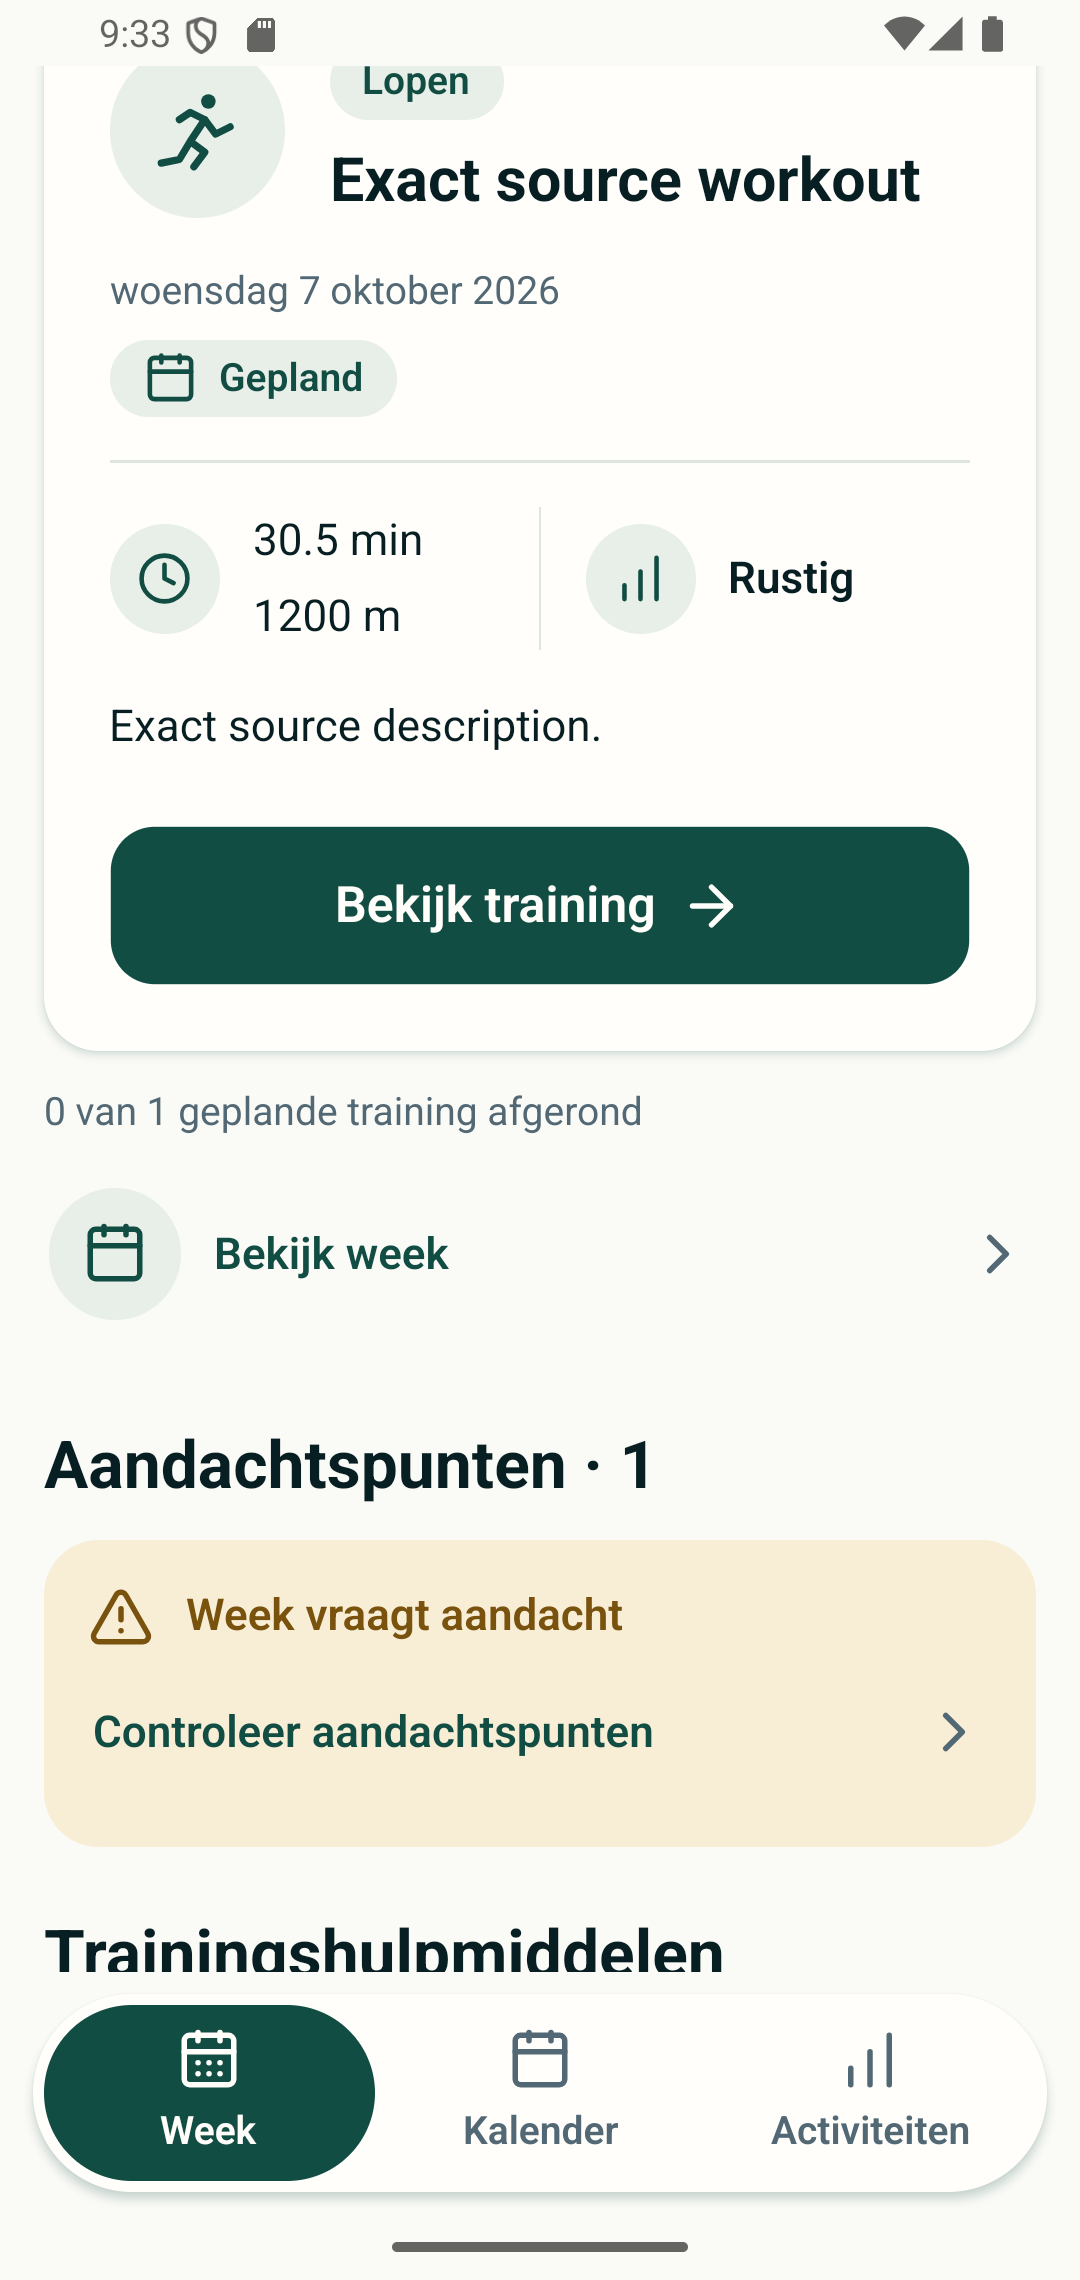 9:33
Lopen
Exact source workout
woensdag 7 oktober 2026
Gepland
30.5 min
1200 m
Rustig
Exact source description.
Bekijk training
0 van 1 geplande training afgerond
Bekijk week
Aandachtspunten · 1
Week vraagt aandacht
Controleer aandachtspunten
Trainingshulpmiddelen
Week
Kalender
Activiteiten